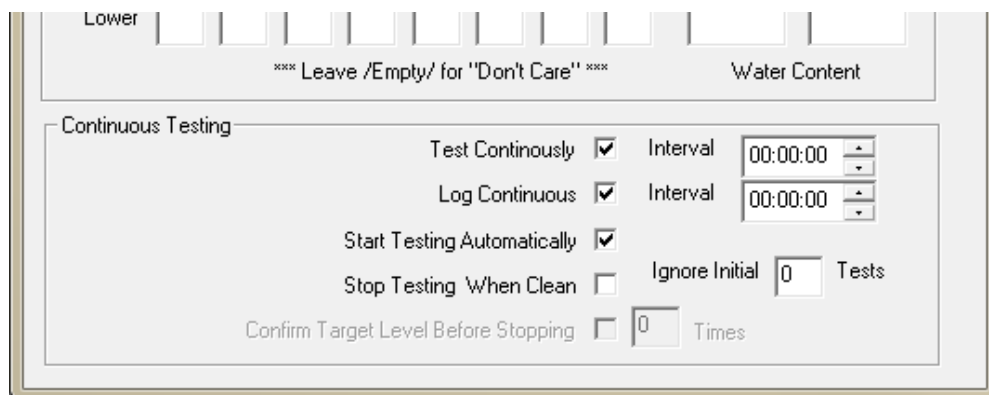 Lower
*** Leave /Empty/ for "Don't Care" *** Water Content
Continuous Testing
Test Continously Interval 00:00:00
Log Continuous Interval 00:00:00
Start Testing Automatically
Stop Testing When Clean Ignore Initial 0 Tests
Confirm Target Level Before Stopping 0 Times